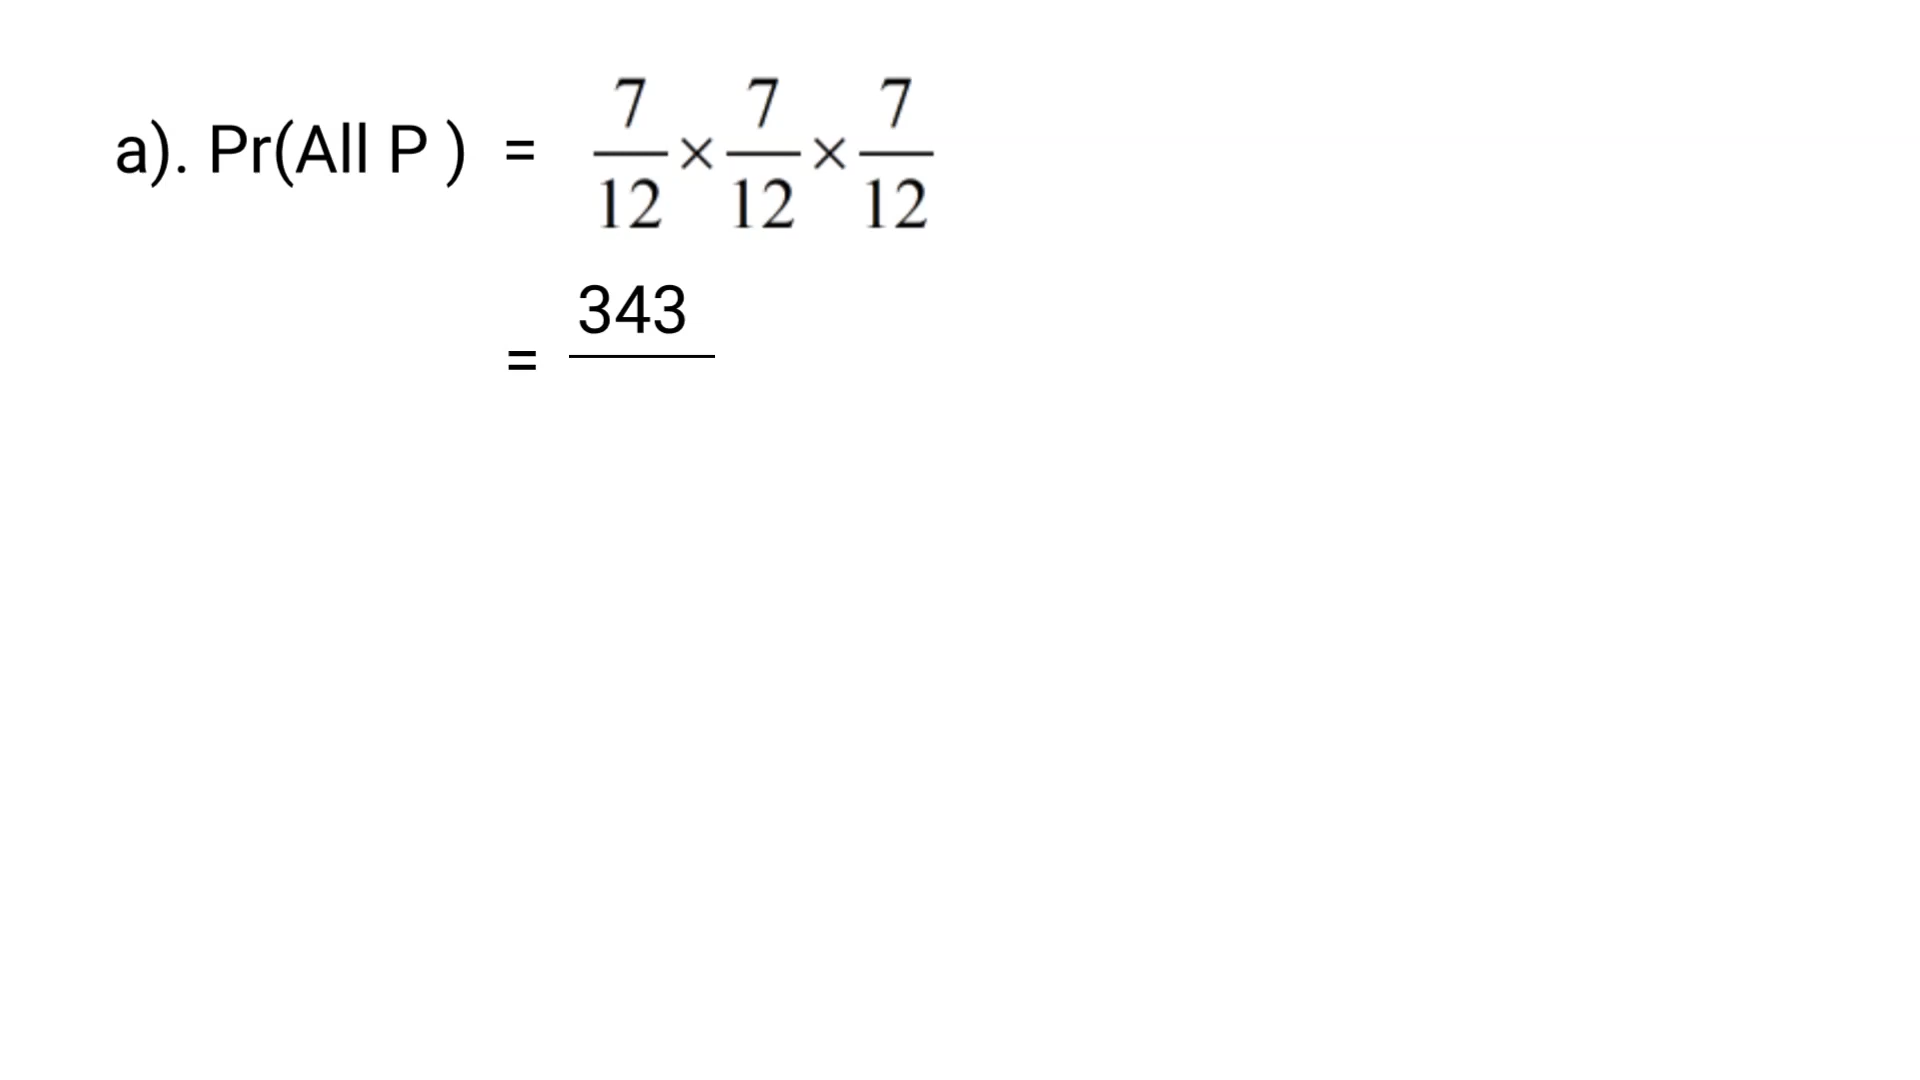 a). Pr(All P ) = 7/12 × 7/12 × 7/12
= 343/